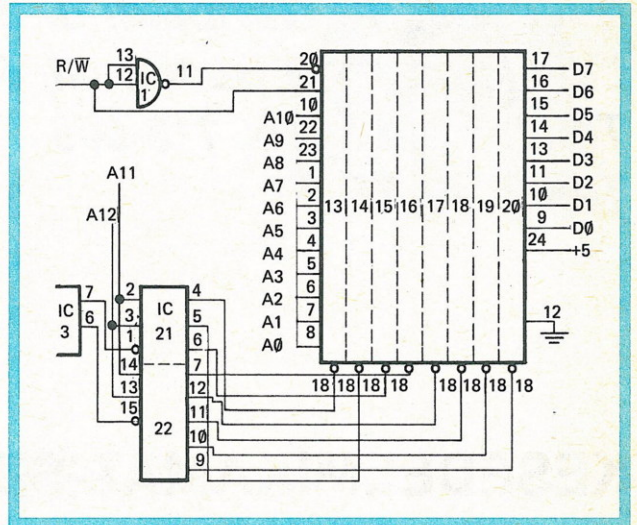 R/W̅
13
12
IC
1
11
20
21
10
A10
22
A9
23
A8
1
A7
2
A6
3
A5
4
A4
5
A3
6
A2
7
A1
8
A0
13 14 15 16 17 18 19 20
17
D7
16
D6
15
D5
14
D4
13
D3
11
D2
10
D1
9
D0
24
+5
12
A11
A12
IC
3
7
6
2
3
1
14
13
15
IC
21
22
4
5
6
7
12
11
10
9
18 18 18 18 18 18 18 18